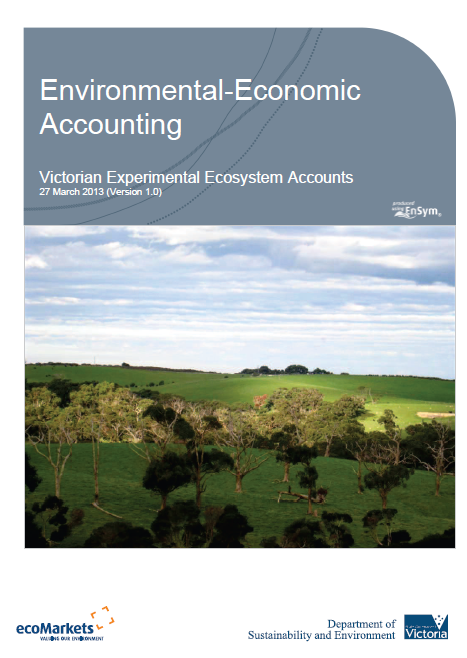 Environmental-Economic
Accounting
Victorian Experimental Ecosystem Accounts
27 March 2013 (Version 1.0)
produced
using EnSym
ecoMarkets
VALUING OUR ENVIRONMENT
Department of
Sustainability and Environment
Victoria